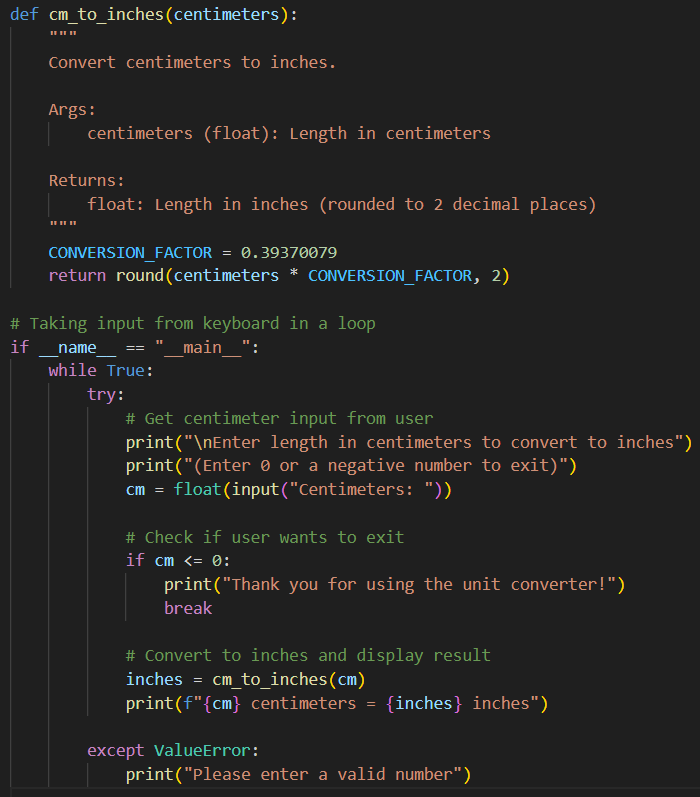 def cm_to_inches(centimeters):
    """
    Convert centimeters to inches.

    Args:
        centimeters (float): Length in centimeters

    Returns:
        float: Length in inches (rounded to 2 decimal places)
    """
    CONVERSION_FACTOR = 0.39370079
    return round(centimeters * CONVERSION_FACTOR, 2)

# Taking input from keyboard in a loop
if __name__ == "__main__":
    while True:
        try:
            # Get centimeter input from user
            print("\nEnter length in centimeters to convert to inches")
            print("(Enter 0 or a negative number to exit)")
            cm = float(input("Centimeters: "))

            # Check if user wants to exit
            if cm <= 0:
                print("Thank you for using the unit converter!")
                break

            # Convert to inches and display result
            inches = cm_to_inches(cm)
            print(f"{cm} centimeters = {inches} inches")

        except ValueError:
            print("Please enter a valid number")